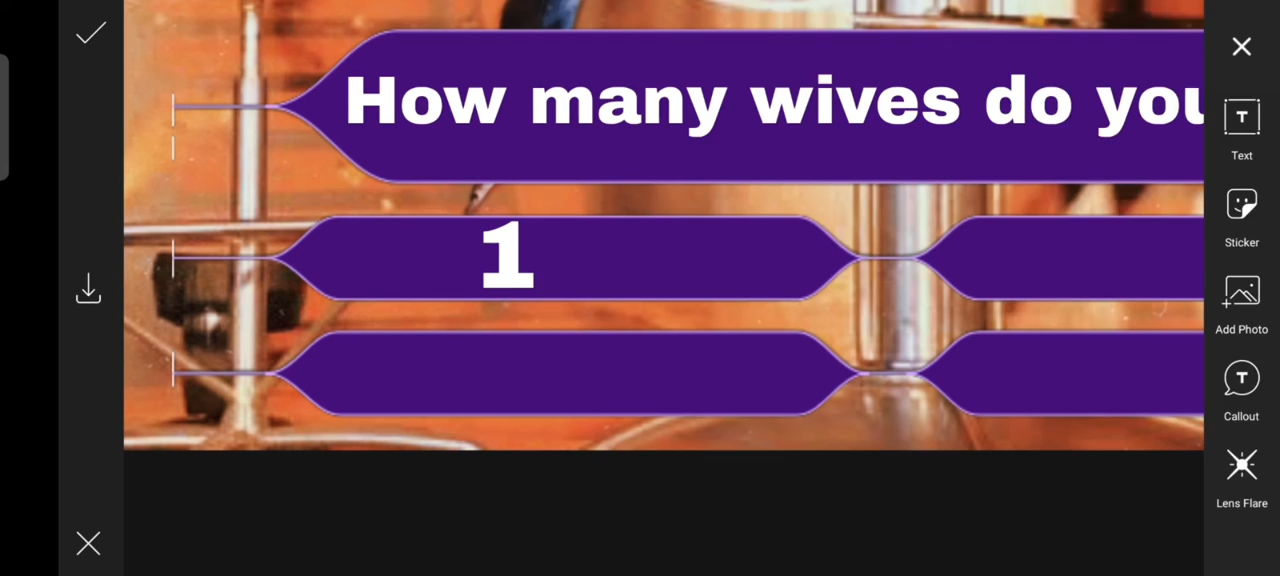 How many wives do you
1
Text
Sticker
Add Photo
Callout
Lens Flare